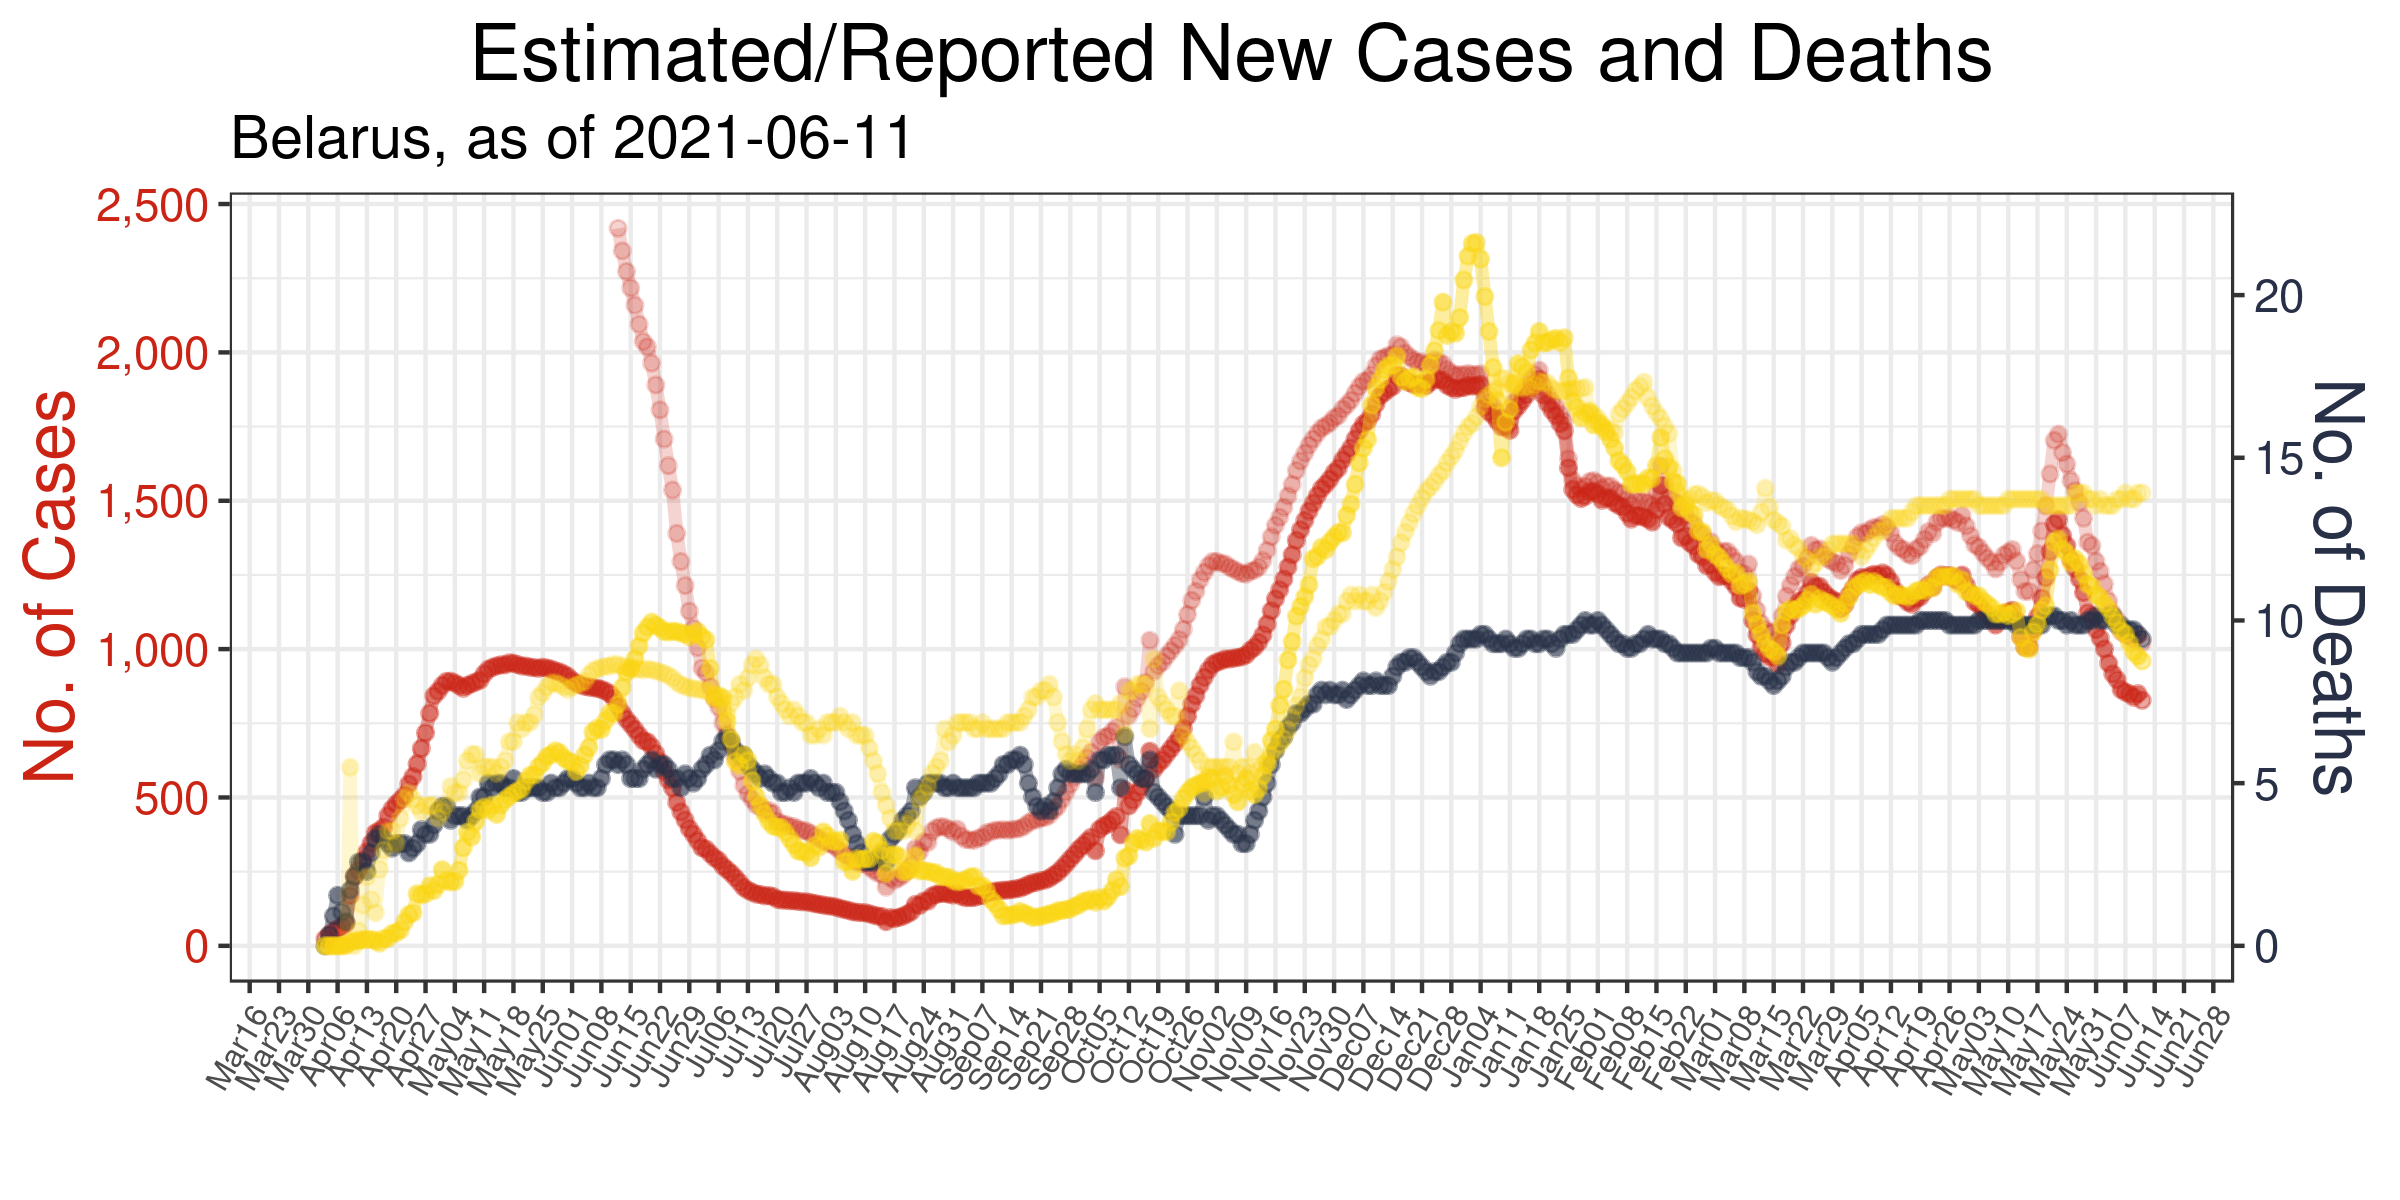 Estimated/Reported New Cases and Deaths
Belarus, as of 2021-06-11
No. of Cases
2,500
2,000
1,500
1,000
500
0
20
15
10
5
0
No. of Deaths
Mar16
Mar23
Mar30
Apr06
Apr13
Apr20
Apr27
May04
May11
May18
May25
Jun01
Jun08
Jun15
Jun22
Jun29
Jul06
Jul13
Jul20
Jul27
Aug03
Aug10
Aug17
Aug24
Aug31
Sep07
Sep14
Sep21
Sep28
Oct05
Oct12
Oct19
Oct26
Nov02
Nov09
Nov16
Nov23
Nov30
Dec07
Dec14
Dec21
Dec28
Jan04
Jan11
Jan18
Jan25
Feb01
Feb08
Feb15
Feb22
Mar01
Mar08
Mar15
Mar22
Mar29
Apr05
Apr12
Apr19
Apr26
May03
May10
May17
May24
May31
Jun07
Jun14
Jun21
Jun28